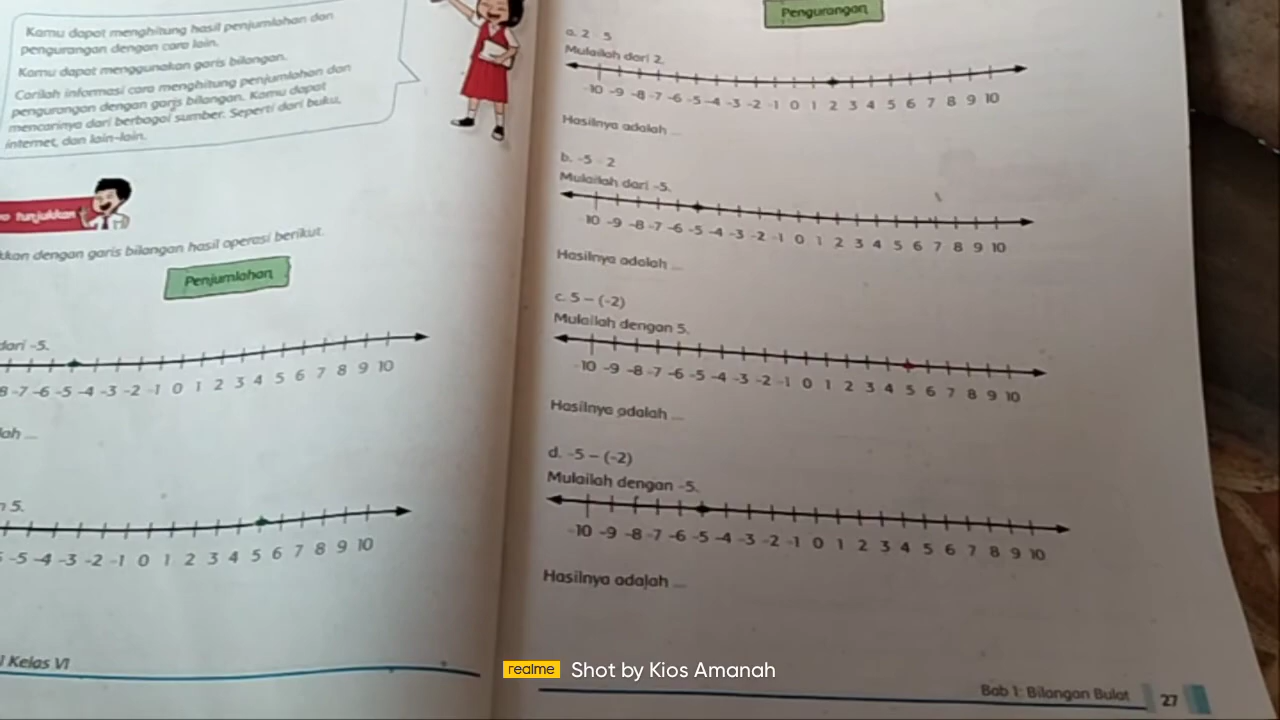 Kamu dapat menghitung hasil penjumlahan dan
pengurangan dengan cara lain.
Kamu dapat menggunakan garis bilangan.
Carilah informasi cara menghitung penjumlahan dan
pengurangan dengan garis bilangan. Kamu dapat
mencarinya dari berbagai sumber. Seperti dari buku,
internet, dan lain-lain.
tunjukkan
kkan dengan garis bilangan hasil operasi berikut.
Penjumlahan
dari -5.
8 -7 -6 -5 -4 -3 -2 -1 0 1 2 3 4 5 6 7 8 9 10
lah ...
5.
-5 -4 -3 -2 -1 0 1 2 3 4 5 6 7 8 9 10
Kelas VI
Pengurangan
a. 2 - 5
Mulailah dari 2.
-10 -9 -8 -7 -6 -5 -4 -3 -2 -1 0 1 2 3 4 5 6 7 8 9 10
Hasilnya adalah ...
b. -5 - 2
Mulailah dari -5.
-10 -9 -8 -7 -6 -5 -4 -3 -2 -1 0 1 2 3 4 5 6 7 8 9 10
Hasilnya adalah ...
c. 5 – (-2)
Mulailah dengan 5.
-10 -9 -8 -7 -6 -5 -4 -3 -2 -1 0 1 2 3 4 5 6 7 8 9 10
Hasilnya adalah ...
d. -5 – (-2)
Mulailah dengan -5.
-10 -9 -8 -7 -6 -5 -4 -3 -2 -1 0 1 2 3 4 5 6 7 8 9 10
Hasilnya adalah ...
Bab 1: Bilangan Bulat 27
realme Shot by Kios Amanah